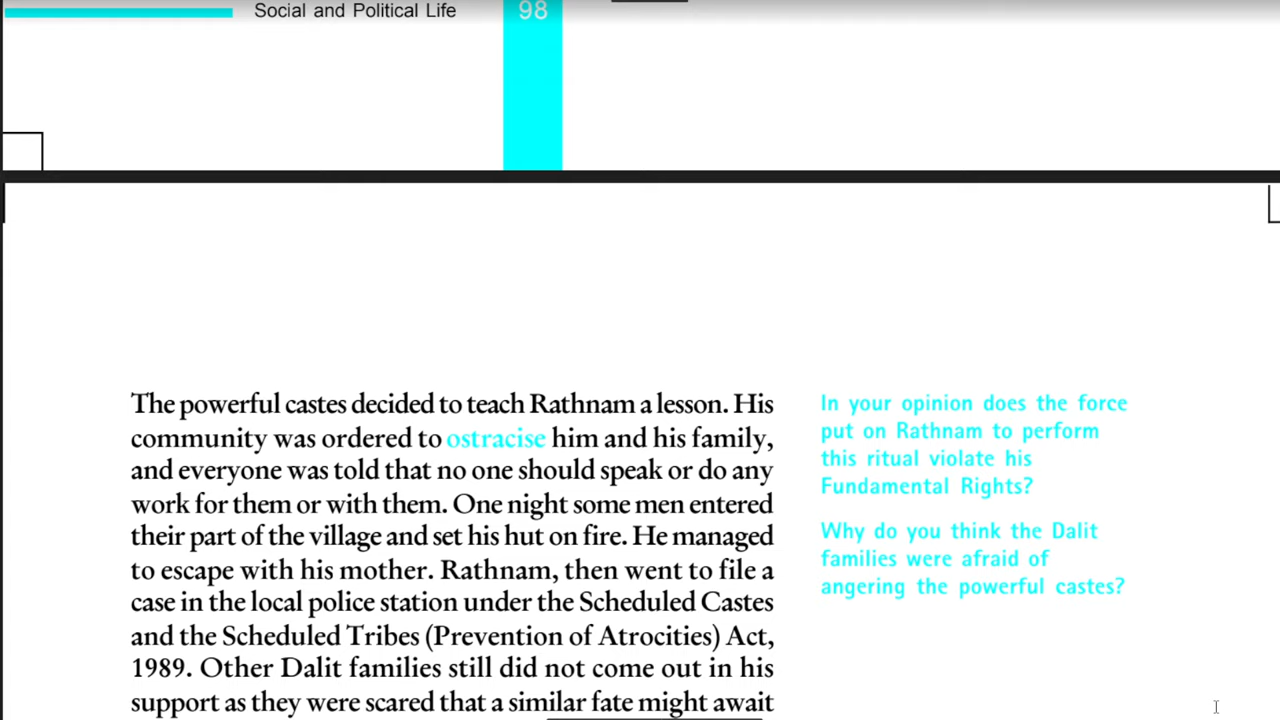 Social and Political Life
98
The powerful castes decided to teach Rathnam a lesson. His
community was ordered to ostracise him and his family,
and everyone was told that no one should speak or do any
work for them or with them. One night some men entered
their part of the village and set his hut on fire. He managed
to escape with his mother. Rathnam, then went to file a
case in the local police station under the Scheduled Castes
and the Scheduled Tribes (Prevention of Atrocities) Act,
1989. Other Dalit families still did not come out in his
support as they were scared that a similar fate might await
In your opinion does the force
put on Rathnam to perform
this ritual violate his
Fundamental Rights?
Why do you think the Dalit
families were afraid of
angering the powerful castes?